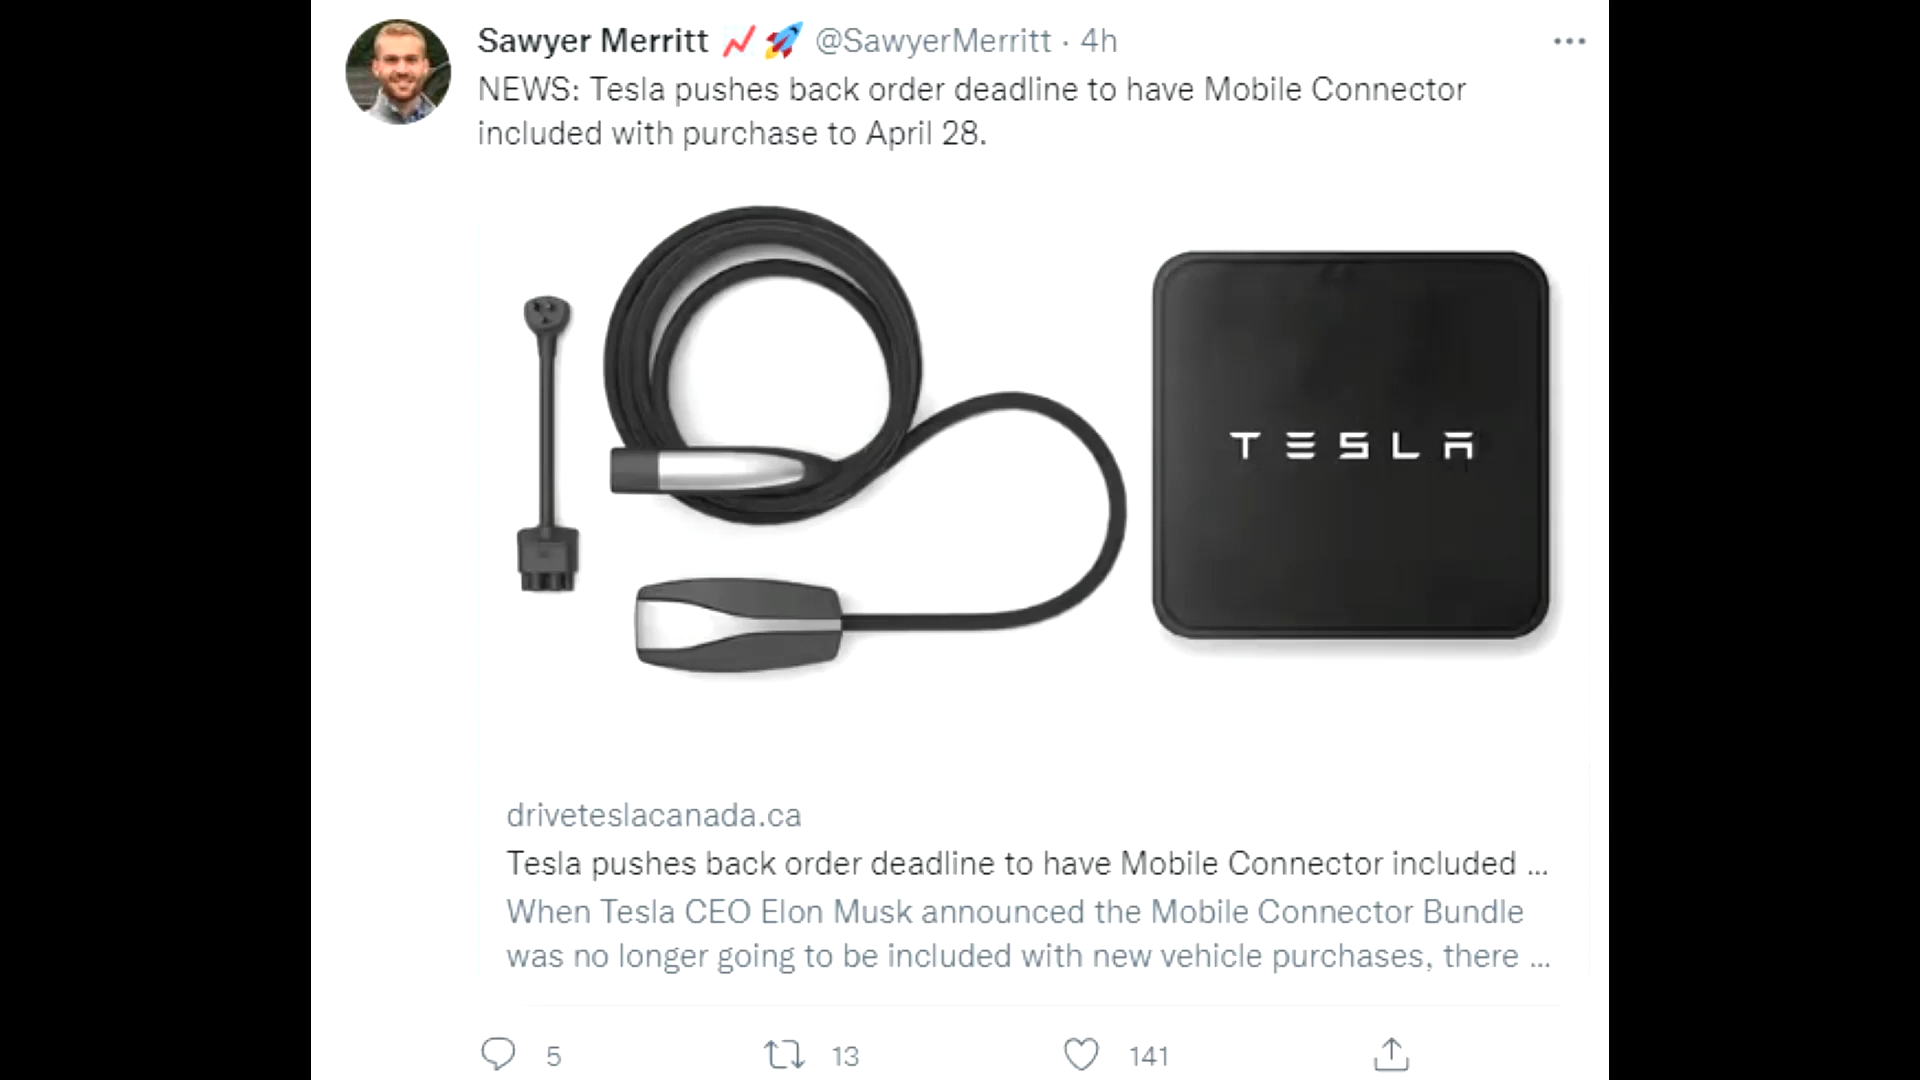 Sawyer Merritt 📈🚀 @SawyerMerritt · 4h
NEWS: Tesla pushes back order deadline to have Mobile Connector
included with purchase to April 28.
TESLA
driveteslacanada.ca
Tesla pushes back order deadline to have Mobile Connector included ...
When Tesla CEO Elon Musk announced the Mobile Connector Bundle
was no longer going to be included with new vehicle purchases, there ...
5 13 141